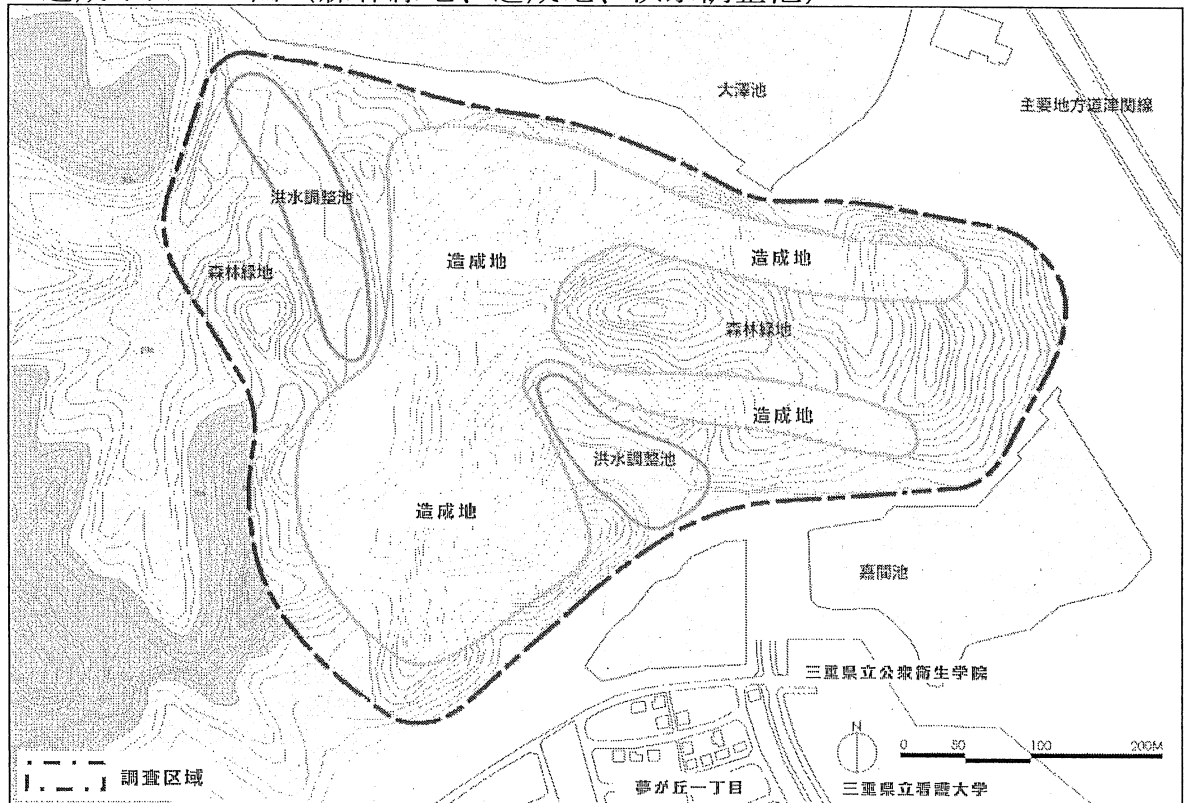 大澤池
主要地方道津関線
洪水調整池
造成地
造成地
森林緑地
森林緑地
造成地
洪水調整池
造成地
嘉間池
三重県立公衆衛生学院
N
0 50 100 200M
調査区域
夢が丘一丁目
三重県立看護大学